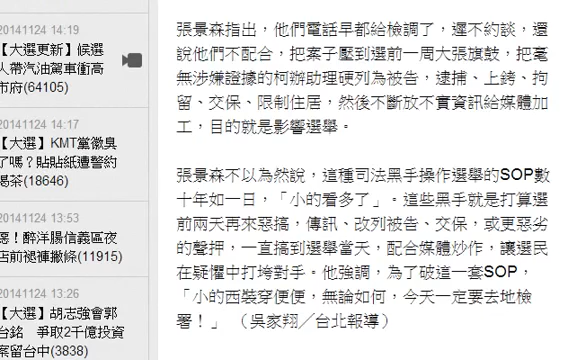 20141124 14:19
【大選更新】候選
人帶汽油駕車衝高
市府(64105)
20141124 14:17
【大選】KMT黨徽臭
了嗎？貼貼紙遭警約
喝茶(18646)
20141124 13:53
惡！醉洋腸信義區夜
店前褪褲撇條(11915)
20141124 13:26
【大選】胡志強會郭
台銘　爭取2千億投資
案留台中(3838)
張景森指出，他們電話早都給檢調了，遲不約談，還
說他們不配合，把案子壓到選前一周大張旗鼓，把毫
無涉嫌證據的柯辦助理硬列為被告，逮捕、上銬、拘
留、交保、限制住居，然後不斷放不實資訊給媒體加
工，目的就是影響選舉。
張景森不以為然說，這種司法黑手操作選舉的SOP數
十年如一日，「小的看多了」。這些黑手就是打算選
前兩天再來惡搞，傳訊、改列被告、交保，或更惡劣
的聲押，一直搞到選舉當天，配合媒體炒作，讓選民
在疑懼中打垮對手。他強調，為了破這一套SOP，
「小的西裝穿便便，無論如何，今天一定要去地檢
署！」（吳家翔／台北報導）